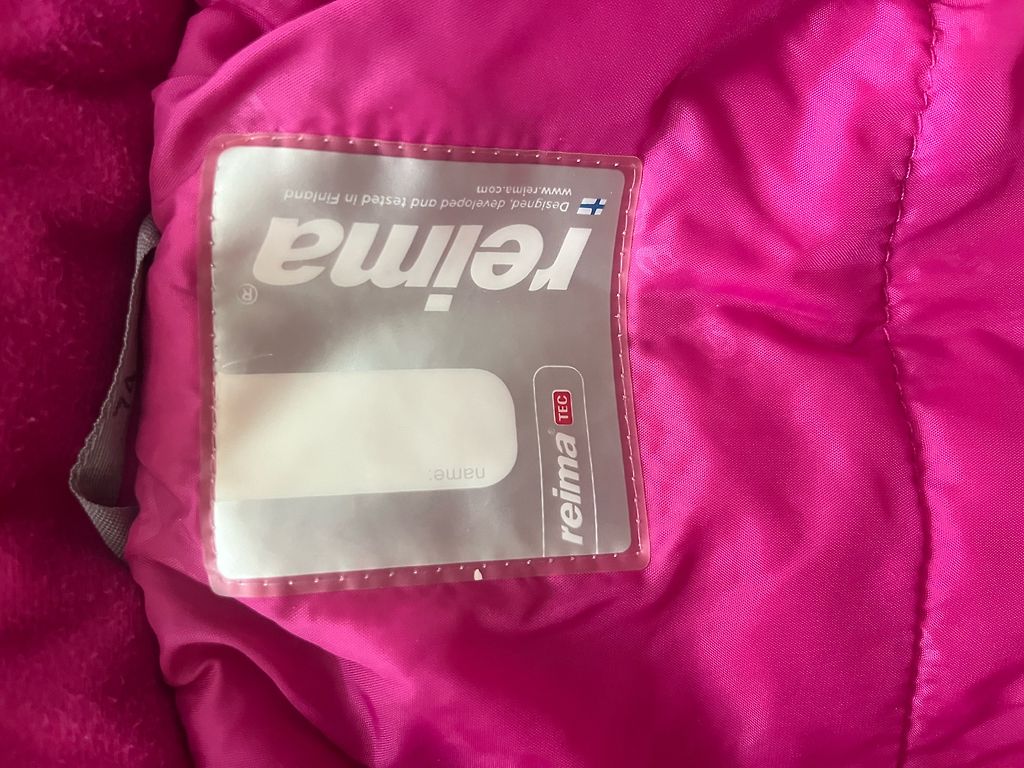 www.reima.com
Designed, developed and tested in Finland
reima®
name:
reima® TEC